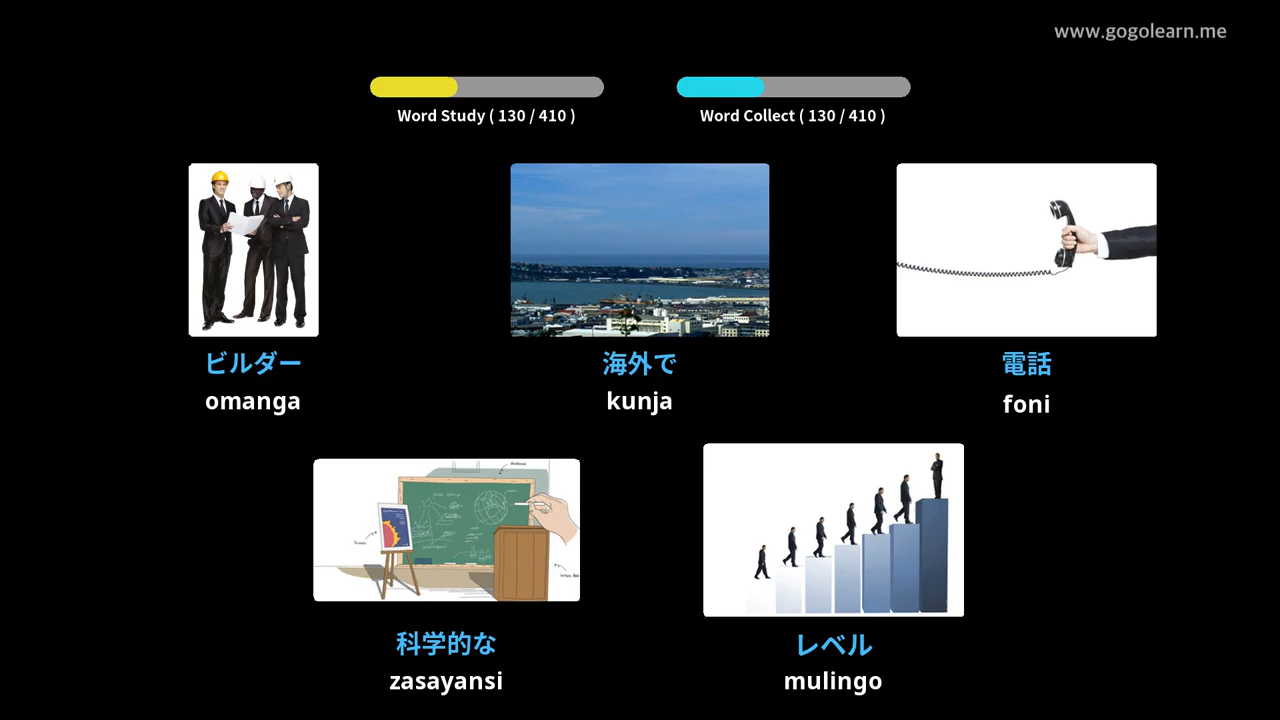 www.gogolearn.me
Word Study ( 130 / 410 )
Word Collect ( 130 / 410 )
ビルダー
omanga
海外で
kunja
電話
foni
科学的な
zasayansi
レベル
mulingo